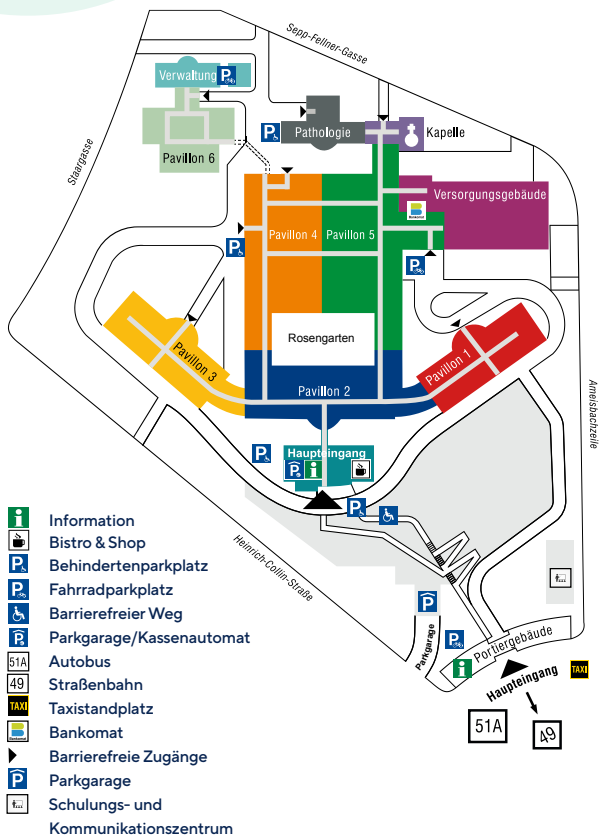 Sepp-Fellner-Gasse
Staargasse
Verwaltung
P
Pavillon 6
P
Pathologie
Kapelle
Versorgungsgebäude
Bankomat
Pavillon 4
Pavillon 5
P
P
Rosengarten
Pavillon 3
Pavillon 2
Pavillon 1
Ameisbachzeile
Haupteingang
P
P
i
P
Heinrich-Collin-Straße
P
Parkgarage
P
i
Portiergebäude
Haupteingang
TAXI
51A
49
i Information
Bistro & Shop
P Behindertenparkplatz
P Fahrradparkplatz
Barrierefreier Weg
P Parkgarage/Kassenautomat
51A Autobus
49 Straßenbahn
TAXI Taxistandplatz
Bankomat Bankomat
Barrierefreie Zugänge
P Parkgarage
Schulungs- und
Kommunikationszentrum